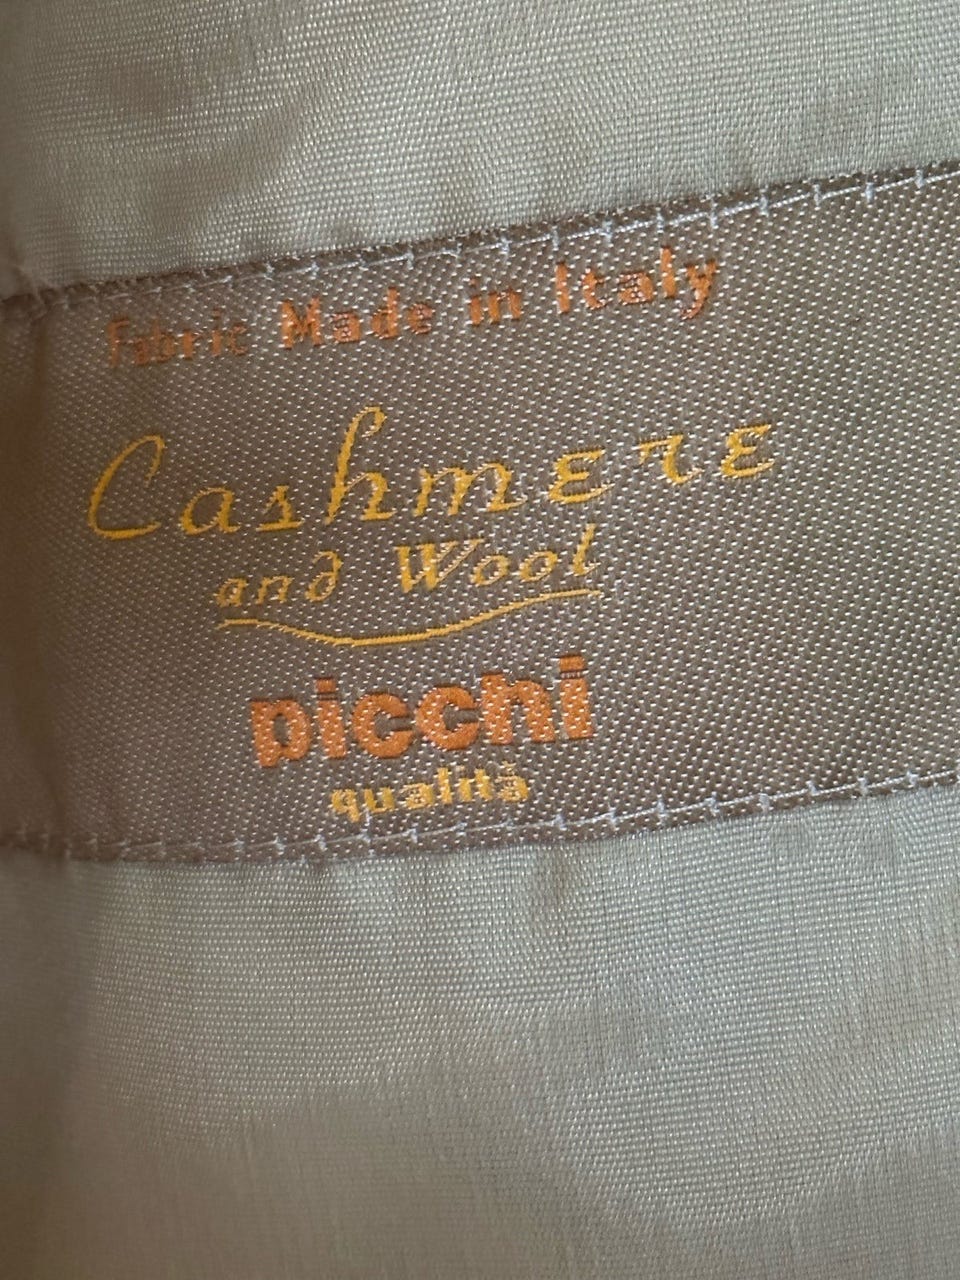 Fabric Made in Italy
Cashmere
and Wool
picchi
qualità